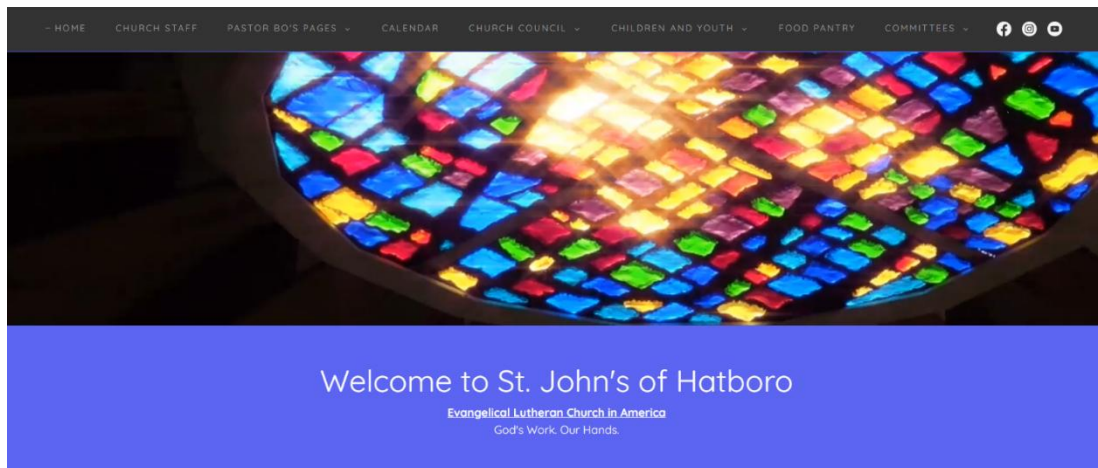 – HOME CHURCH STAFF PASTOR BO'S PAGES CALENDAR CHURCH COUNCIL CHILDREN AND YOUTH FOOD PANTRY COMMITTEES
Welcome to St. John's of Hatboro
Evangelical Lutheran Church in America
God's Work. Our Hands.